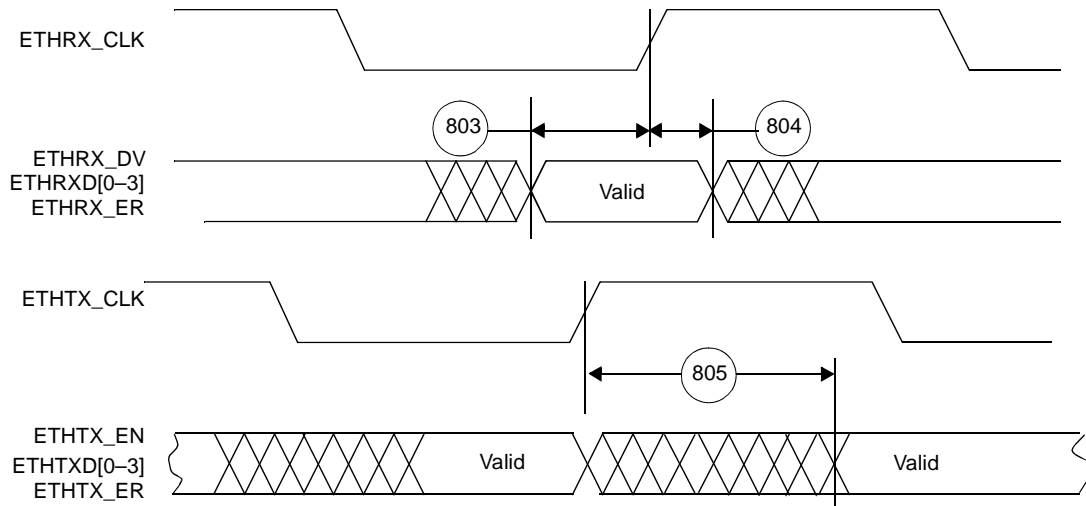 ETHRX_CLK
803
804
ETHRX_DV
ETHRXD[0–3]
ETHRX_ER
Valid
ETHTX_CLK
805
ETHTX_EN
ETHTXD[0–3]
ETHTX_ER
Valid
Valid